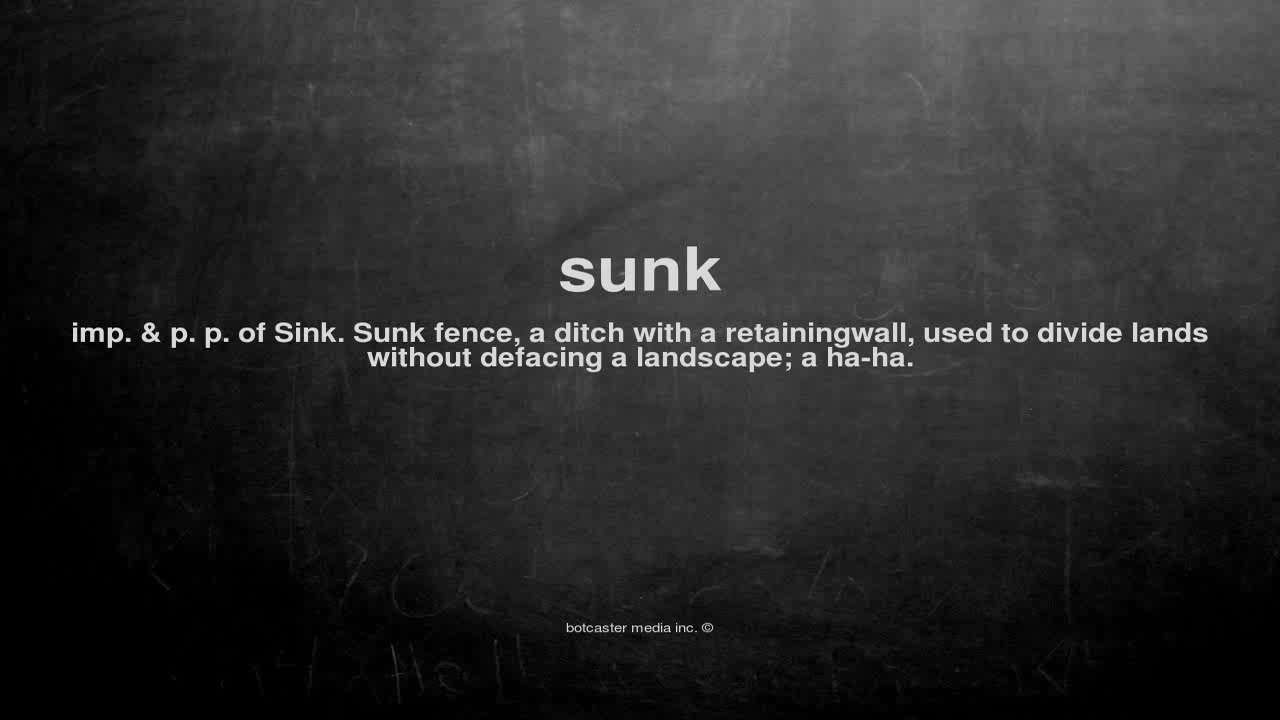 sunk
imp. & p. p. of Sink. Sunk fence, a ditch with a retainingwall, used to divide lands
without defacing a landscape; a ha-ha.
botcaster media inc. ©